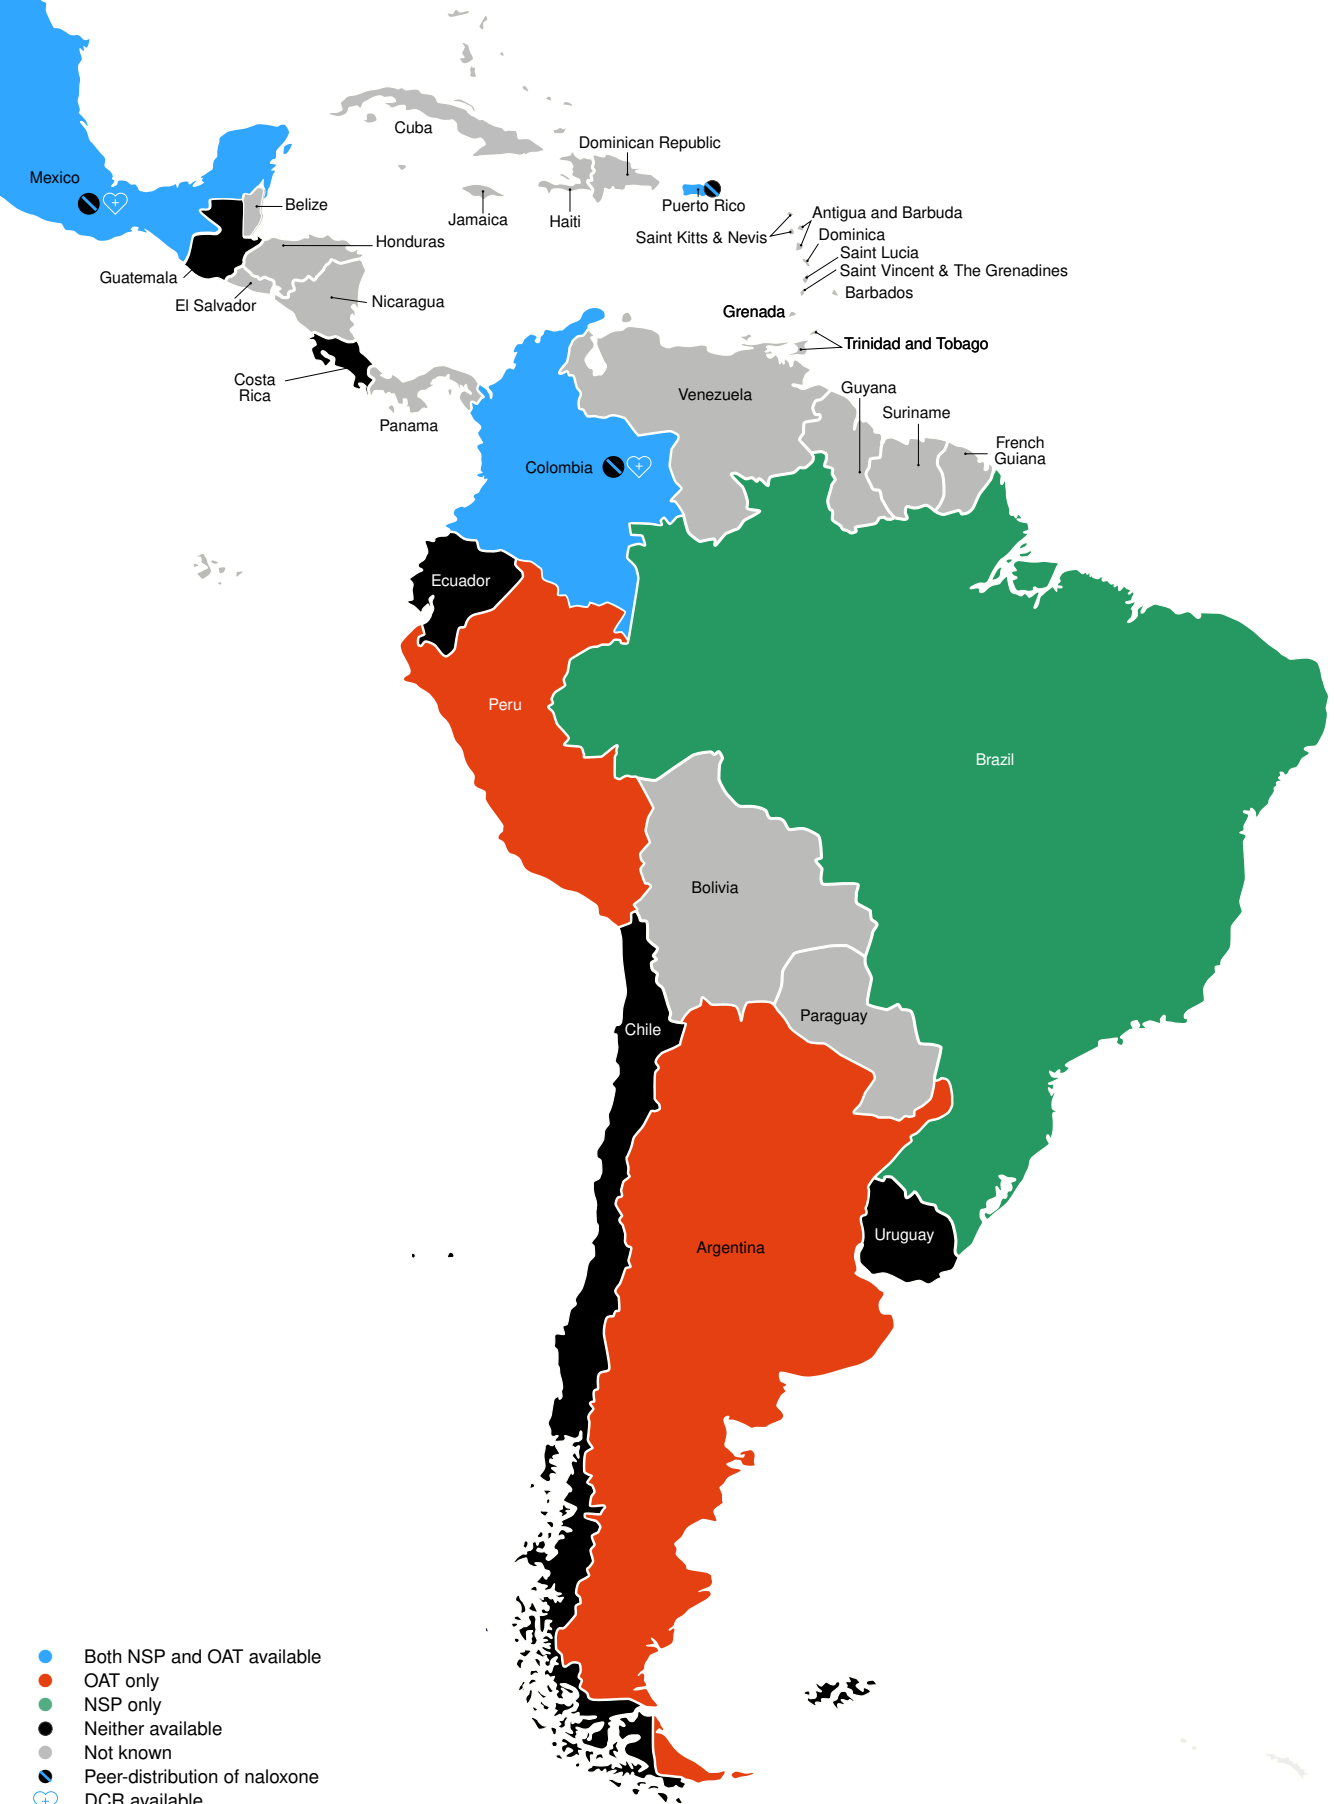 Cuba
Dominican Republic
Mexico
Belize
Jamaica
Haiti
Puerto Rico
Antigua and Barbuda
Saint Kitts & Nevis
Dominica
Honduras
Saint Lucia
Guatemala
Saint Vincent & The Grenadines
El Salvador
Nicaragua
Barbados
Grenada
Trinidad and Tobago
Costa
Rica
Venezuela
Guyana
Panama
Suriname
French
Guiana
Colombia
Ecuador
Peru
Brazil
Bolivia
Paraguay
Chile
Uruguay
Argentina
Both NSP and OAT available
OAT only
NSP only
Neither available
Not known
Peer-distribution of naloxone
DCR available